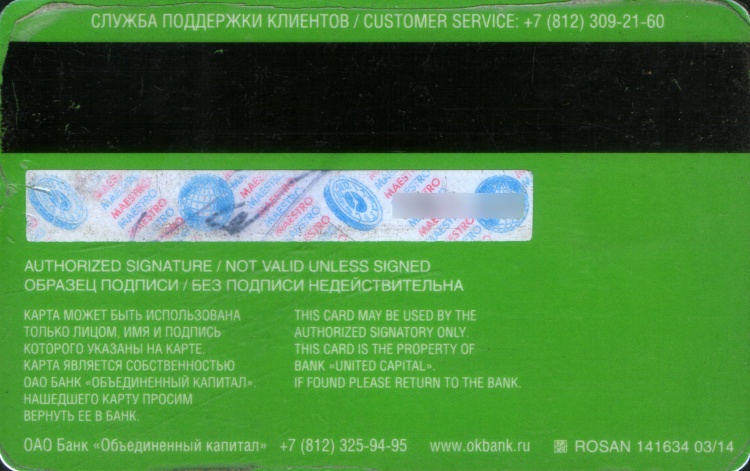 СЛУЖБА ПОДДЕРЖКИ КЛИЕНТОВ / CUSTOMER SERVICE: +7 (812) 309-21-60
MAESTRO MAESTRO MAESTRO MAESTRO
AUTHORIZED SIGNATURE / NOT VALID UNLESS SIGNED
ОБРАЗЕЦ ПОДПИСИ / БЕЗ ПОДПИСИ НЕДЕЙСТВИТЕЛЬНА
КАРТА МОЖЕТ БЫТЬ ИСПОЛЬЗОВАНА
ТОЛЬКО ЛИЦОМ, ИМЯ И ПОДПИСЬ
КОТОРОГО УКАЗАНЫ НА КАРТЕ.
КАРТА ЯВЛЯЕТСЯ СОБСТВЕННОСТЬЮ
ОАО БАНК «ОБЪЕДИНЕННЫЙ КАПИТАЛ».
НАШЕДШЕГО КАРТУ ПРОСИМ
ВЕРНУТЬ ЕЕ В БАНК.
THIS CARD MAY BE USED BY THE
AUTHORIZED SIGNATORY ONLY.
THIS CARD IS THE PROPERTY OF
BANK «UNITED CAPITAL».
IF FOUND PLEASE RETURN TO THE BANK.
ОАО Банк «Объединенный капитал» +7 (812) 325-94-95 www.okbank.ru ROSAN 141634 03/14